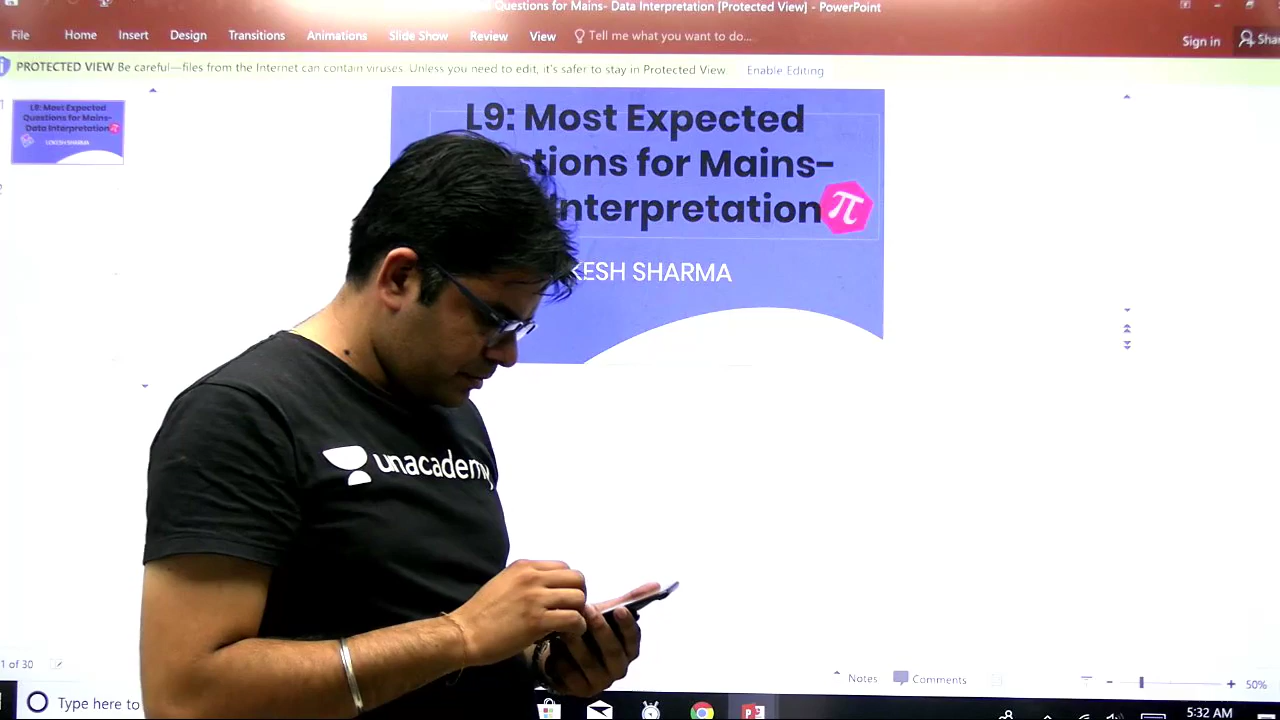 Questions for Mains- Data Interpretation [Protected View] - PowerPoint
File Home Insert Design Transitions Animations Slide Show Review View Tell me what you want to do... Sign in Shar
PROTECTED VIEW Be careful—files from the Internet can contain viruses. Unless you need to edit, it's safer to stay in Protected View Enable Editing
1
L9: Most Expected
Questions for Mains-
Data Interpretation
LOKESH SHARMA
2
L9: Most Expected
stions for Mains-
Interpretation
π
KESH SHARMA
unacademy
1 of 30
Notes Comments 50%
Type here to
5:32 AM